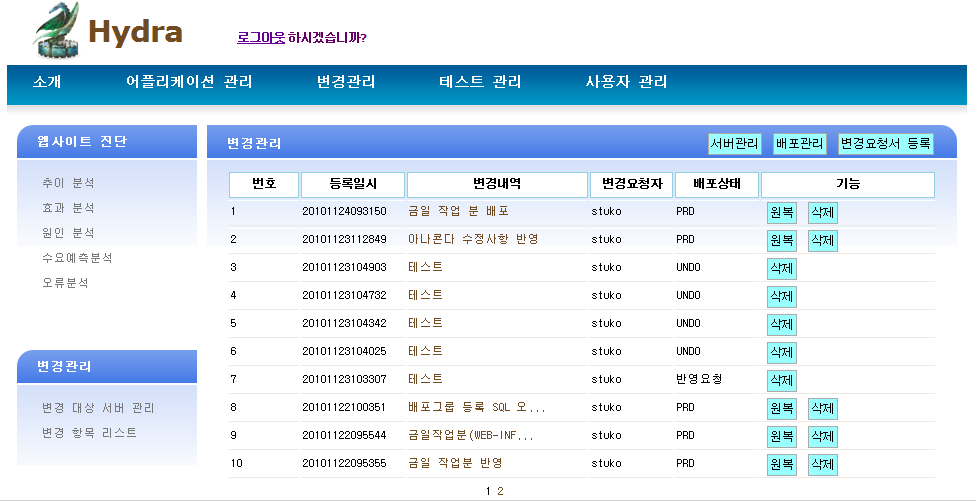 Hydra
로그아웃 하시겠습니까?
소개 어플리케이션 관리 변경관리 테스트 관리 사용자 관리
웹사이트 진단
추이 분석
효과 분석
원인 분석
수요예측분석
오류분석
변경관리
변경 대상 서버 관리
변경 항목 리스트
변경관리 서버관리 배포관리 변경요청서 등록
번호 등록일시 변경내역 변경요청자 배포상태 기능
1 20101124093150 금일 작업 분 배포 stuko PRD 원복 삭제
2 20101123112849 아나콘다 수정사항 반영 stuko PRD 원복 삭제
3 20101123104903 테스트 stuko UNDO 삭제
4 20101123104732 테스트 stuko UNDO 삭제
5 20101123104342 테스트 stuko UNDO 삭제
6 20101123104025 테스트 stuko UNDO 삭제
7 20101123103307 테스트 stuko 반영요청 삭제
8 20101122100351 배포그룹 등록 SQL 오... stuko PRD 원복 삭제
9 20101122095544 금일작업분(WEB-INF... stuko PRD 원복 삭제
10 20101122095355 금일 작업분 반영 stuko PRD 원복 삭제
1 2